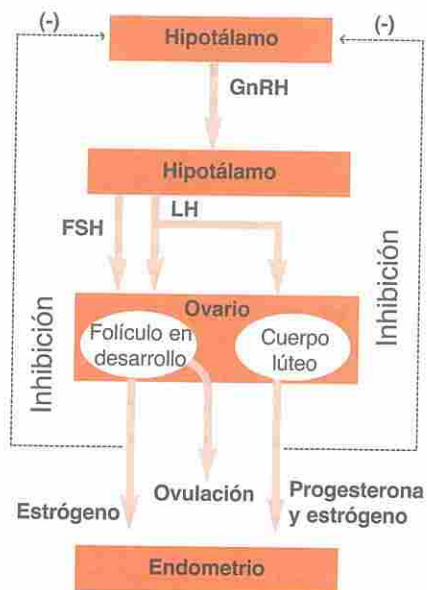 (-)
(-)
Hipotálamo
GnRH
Hipotálamo
LH
FSH
Ovario
Folículo en
desarrollo
Cuerpo
lúteo
Inhibición
Inhibición
Estrógeno
Ovulación
Progesterona
y estrógeno
Endometrio